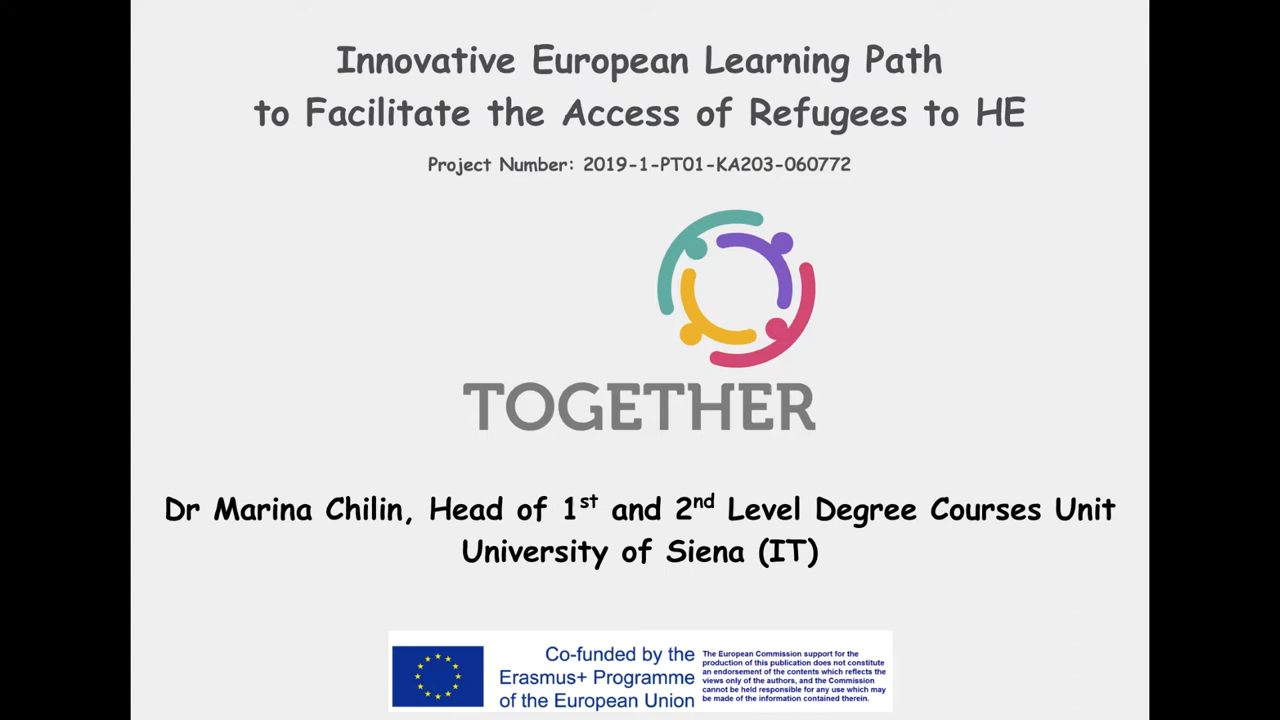 Innovative European Learning Path
to Facilitate the Access of Refugees to HE
Project Number: 2019-1-PT01-KA203-060772
TOGETHER
Dr Marina Chilin, Head of 1st and 2nd Level Degree Courses Unit
University of Siena (IT)
Co-funded by the
Erasmus+ Programme
of the European Union
The European Commission support for the
production of this publication does not constitute
an endorsement of the contents which reflects the
views only of the authors, and the Commission
cannot be held responsible for any use which may
be made of the information contained therein.